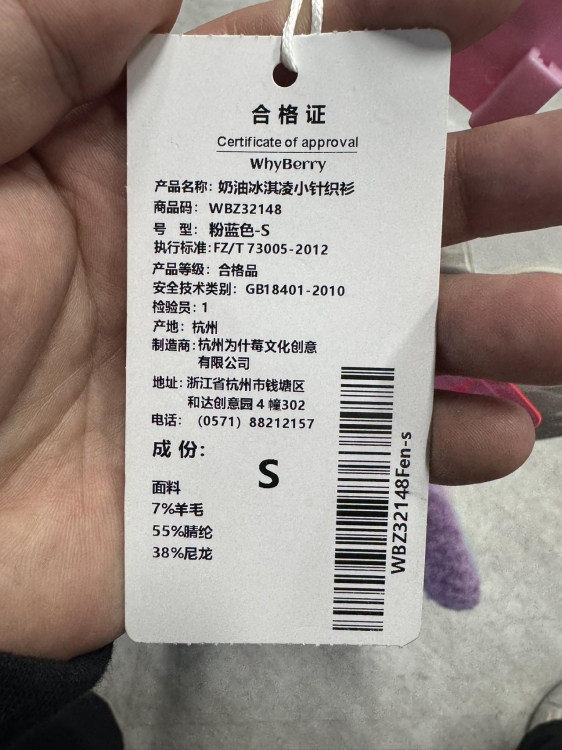 合格证
Certificate of approval
WhyBerry
产品名称：奶油冰淇凌小针织衫
商品码： WBZ32148
号 型：粉蓝色-S
执行标准：FZ/T 73005-2012
产品等级：合格品
安全技术类别：GB18401-2010
检验员：1
产地：杭州
制造商：杭州为什莓文化创意
有限公司
地址：浙江省杭州市钱塘区
和达创意园 4 幢302
电话：（0571）88212157
成 份：
S
面料
7%羊毛
55%腈纶
38%尼龙
WBZ32148Fen-s